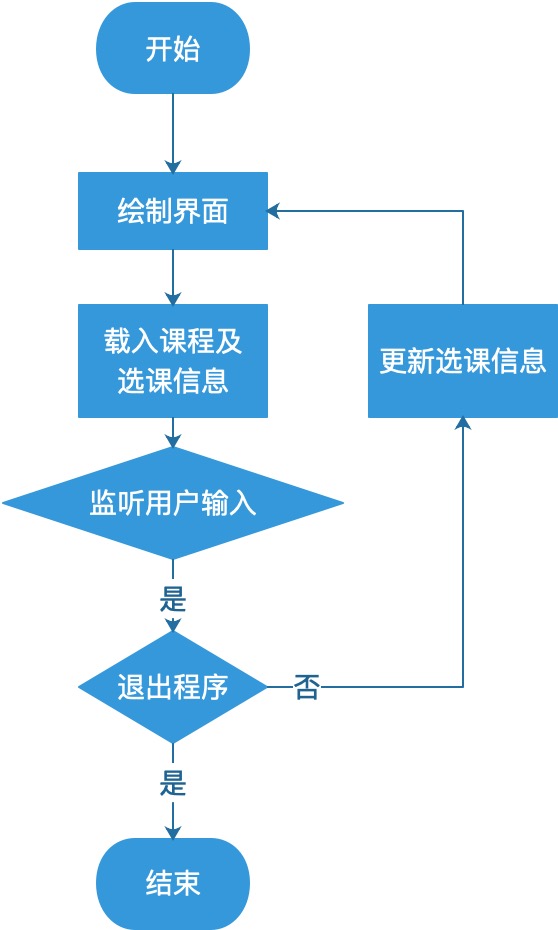 开始
绘制界面
载入课程及
选课信息
更新选课信息
监听用户输入
是
退出程序
否
是
结束